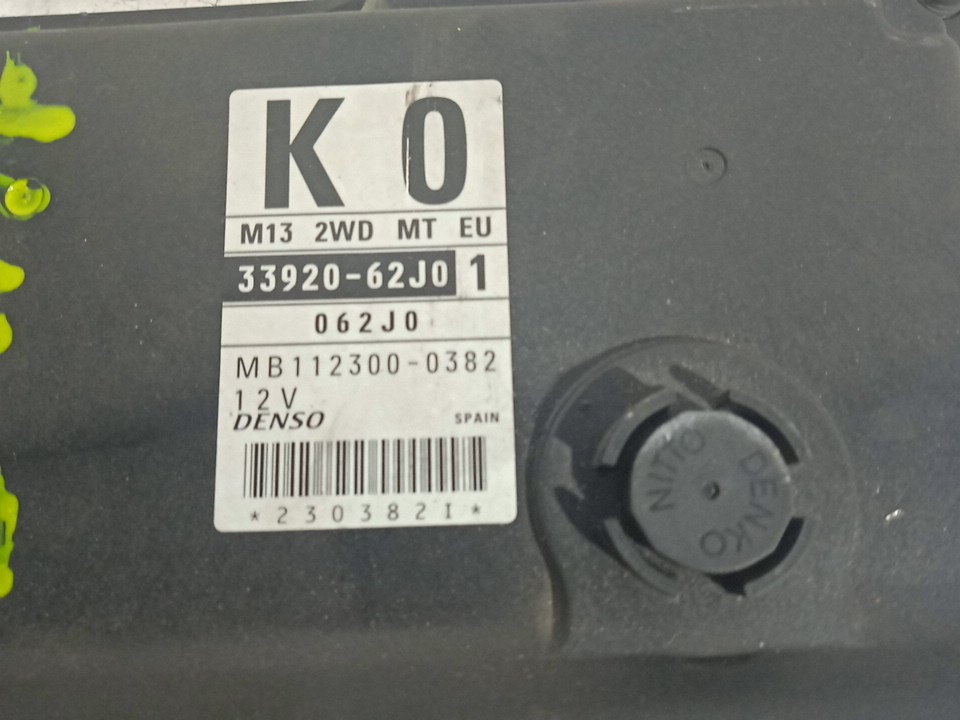 K 0
M13 2WD MT EU
33920-62J0 1
062J0
MB112300-0382
12V
DENSO SPAIN
*230382I*
NITTO DENKO